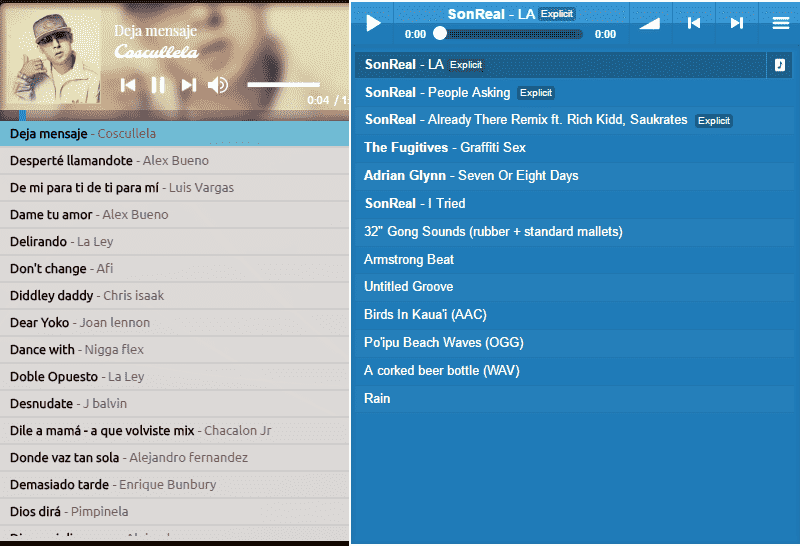 Deja mensaje
Coscullela
0:04 / 1:
Deja mensaje - Coscullela
Desperté llamandote - Alex Bueno
De mi para ti de ti para mí - Luis Vargas
Dame tu amor - Alex Bueno
Delirando - La Ley
Don't change - Afi
Diddley daddy - Chris isaak
Dear Yoko - Joan lennon
Dance with - Nigga flex
Doble Opuesto - La Ley
Desnudate - J balvin
Dile a mamá - a que volviste mix - Chacalon Jr
Donde vaz tan sola - Alejandro fernandez
Demasiado tarde - Enrique Bunbury
Dios dirá - Pimpinela
SonReal - LA Explicit
0:00 0:00
SonReal - LA Explicit
SonReal - People Asking Explicit
SonReal - Already There Remix ft. Rich Kidd, Saukrates Explicit
The Fugitives - Graffiti Sex
Adrian Glynn - Seven Or Eight Days
SonReal - I Tried
32" Gong Sounds (rubber + standard mallets)
Armstrong Beat
Untitled Groove
Birds In Kaua'i (AAC)
Po'ipu Beach Waves (OGG)
A corked beer bottle (WAV)
Rain